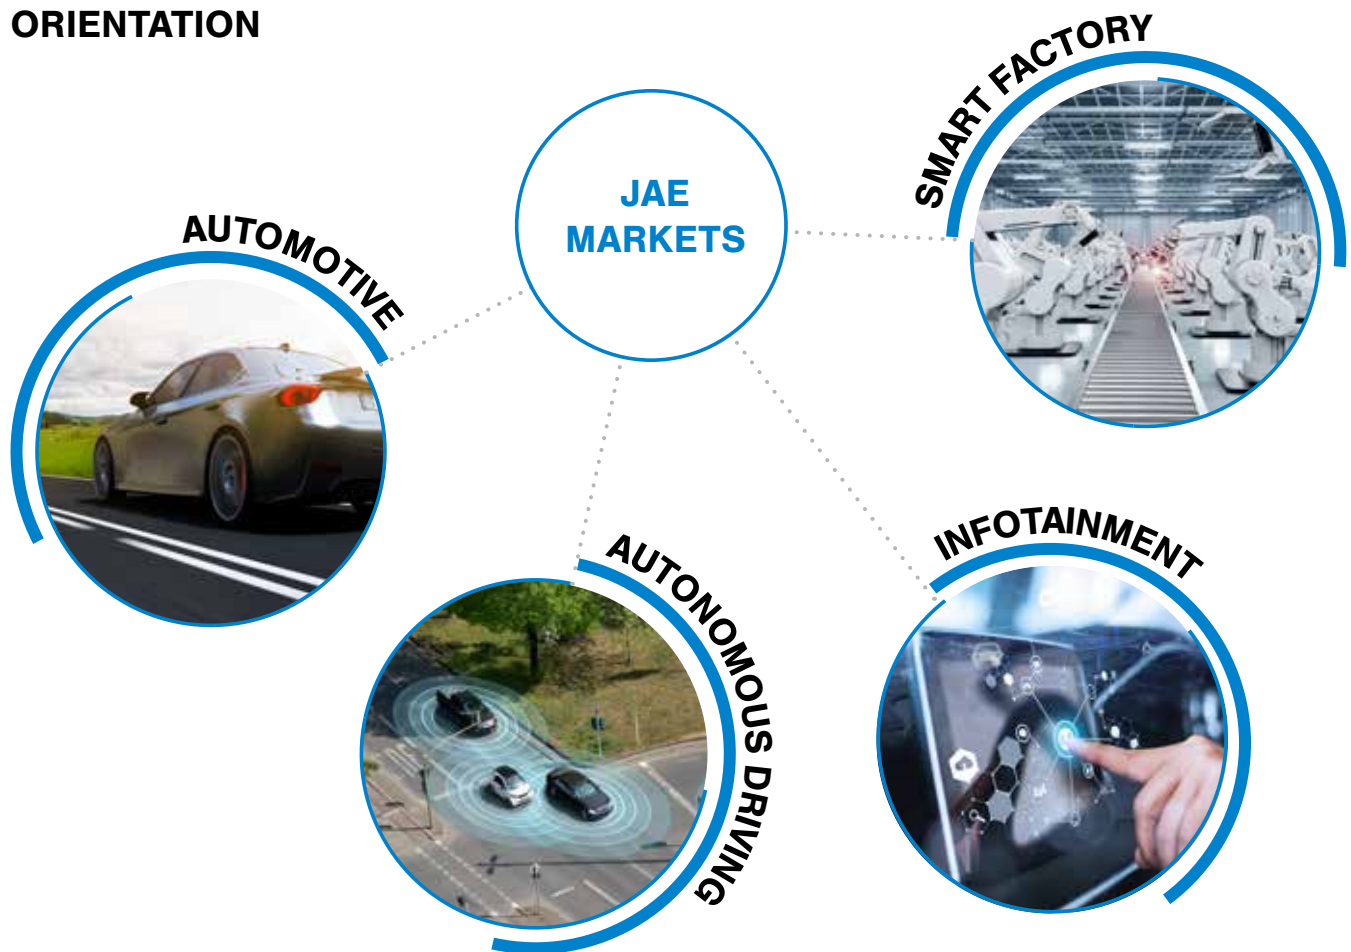 ORIENTATION
SMART FACTORY
JAE
MARKETS
AUTOMOTIVE
INFOTAINMENT
AUTONOMOUS DRIVING